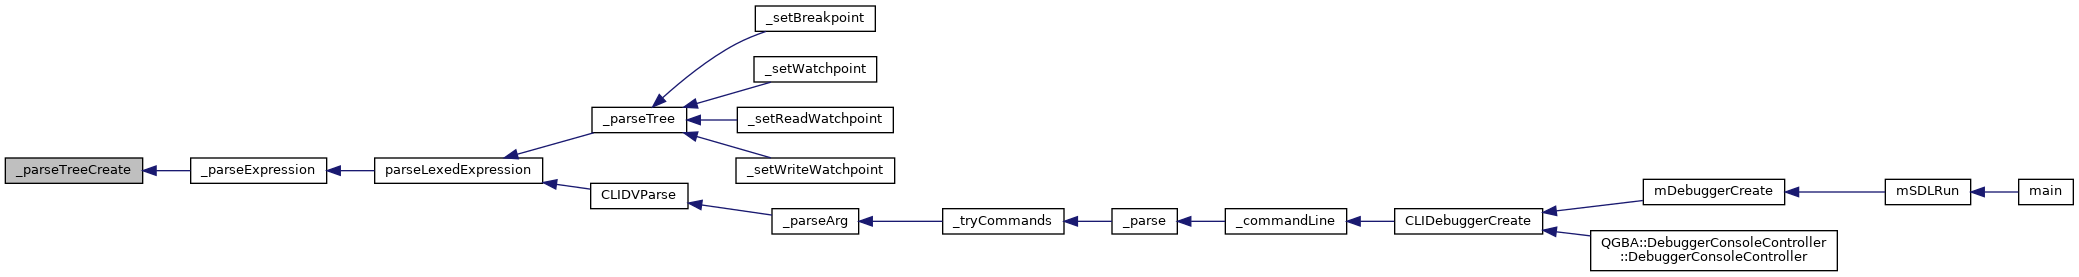 _parseTreeCreate
_parseExpression
parseLexedExpression
_parseTree
_setBreakpoint
_setWatchpoint
_setReadWatchpoint
_setWriteWatchpoint
CLIDVParse
_parseArg
_tryCommands
_parse
_commandLine
CLIDebuggerCreate
mDebuggerCreate
mSDLRun
main
QGBA::DebuggerConsoleController
::DebuggerConsoleController